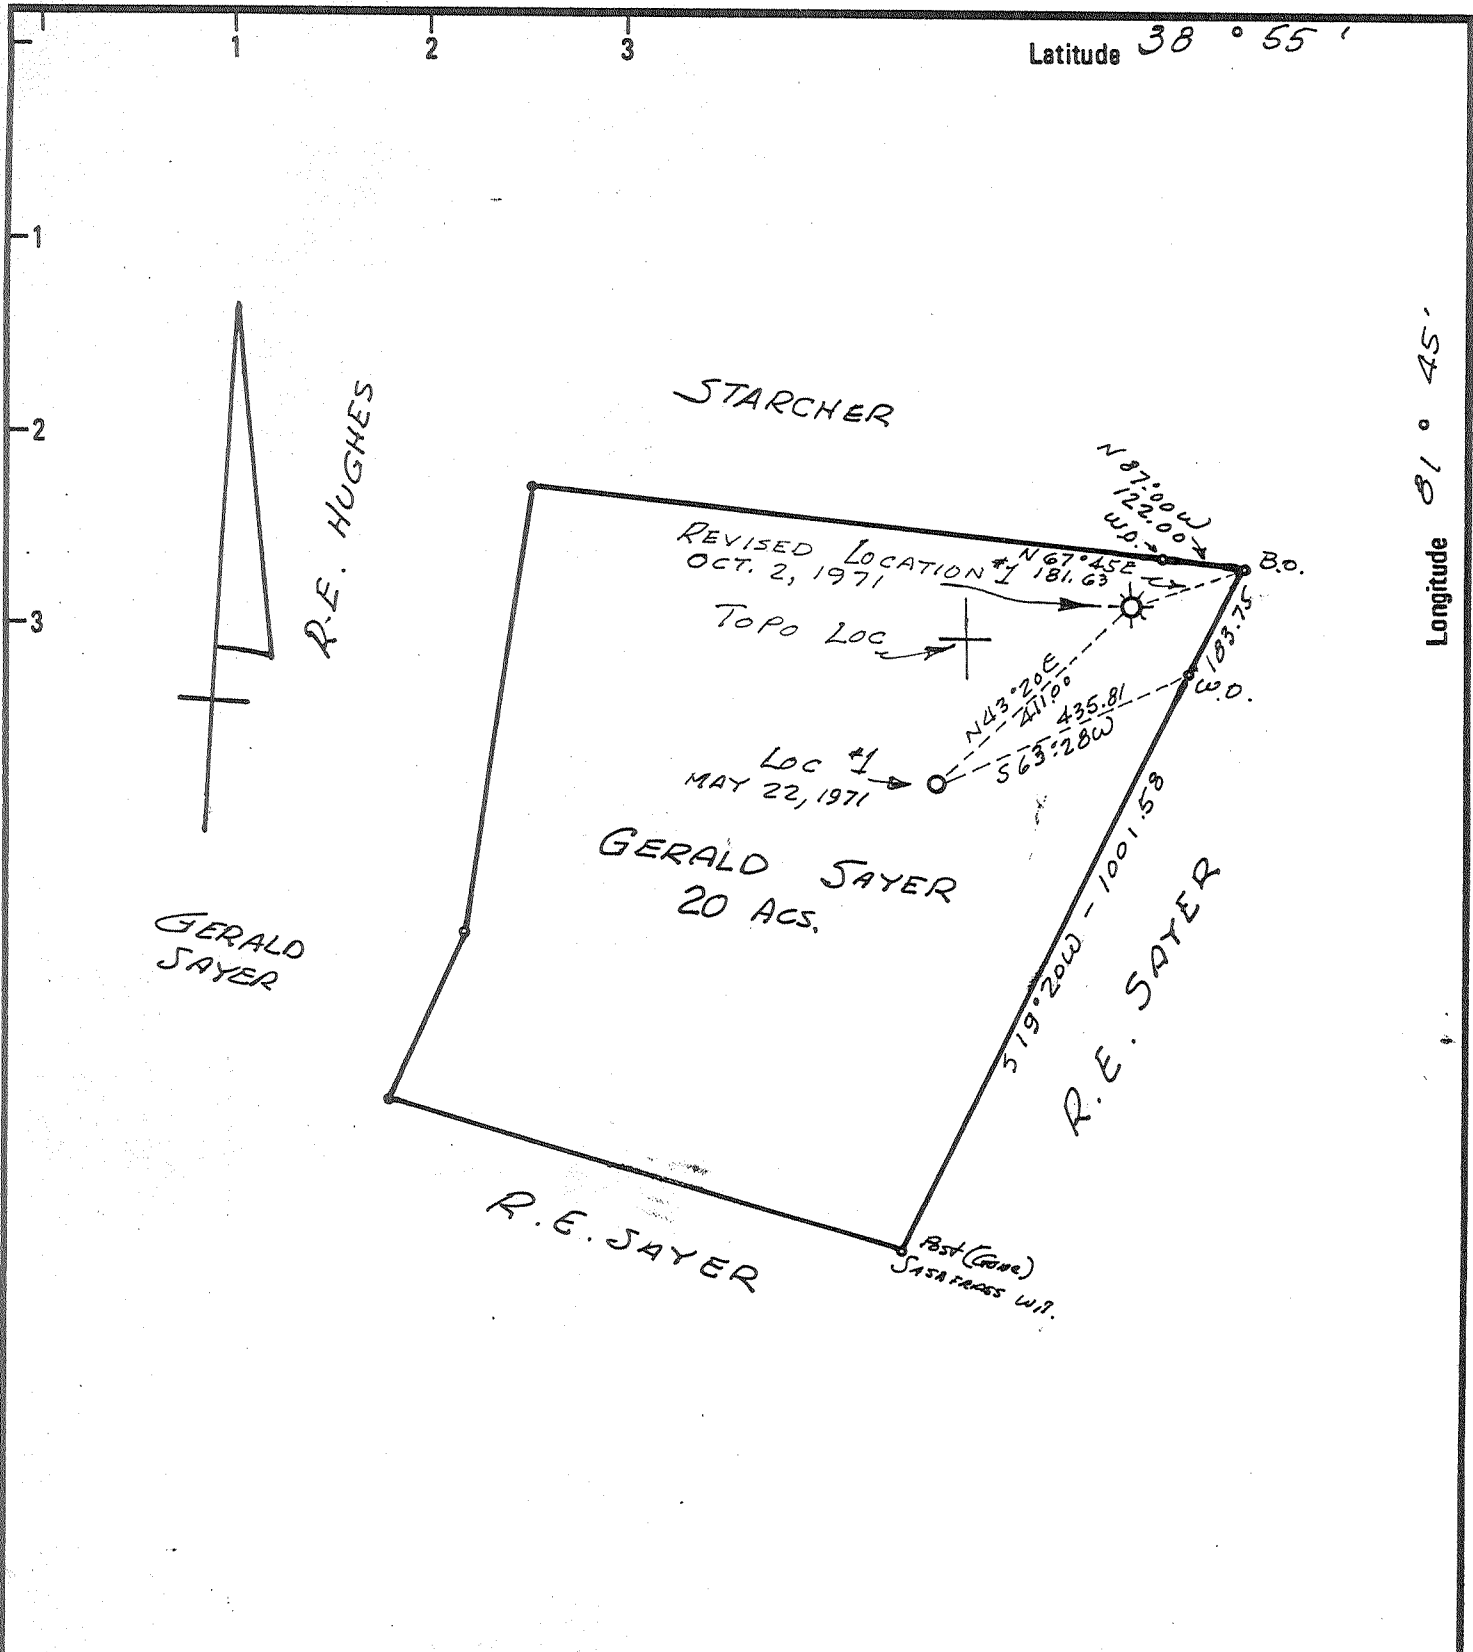 1 2 3
Latitude 38 ° 55 '
1
2
3
Longitude 81 ° 45 '
R.E. HUGHES
STARCHER
N 87°00W
122.00
W.O.
B.O.
REVISED LOCATION #1
OCT. 2, 1971
N 67°45E
181.63
TOPO LOC
183.75
W.O.
N43°20E
411.00
435.81
S63°28W
LOC #1
MAY 22, 1971
GERALD SAYER
20 ACS.
S 19°20W - 1001.58
R.E. SAYER
GERALD
SAYER
R.E. SAYER
Post (Gone)
SASAFRASS WIT.